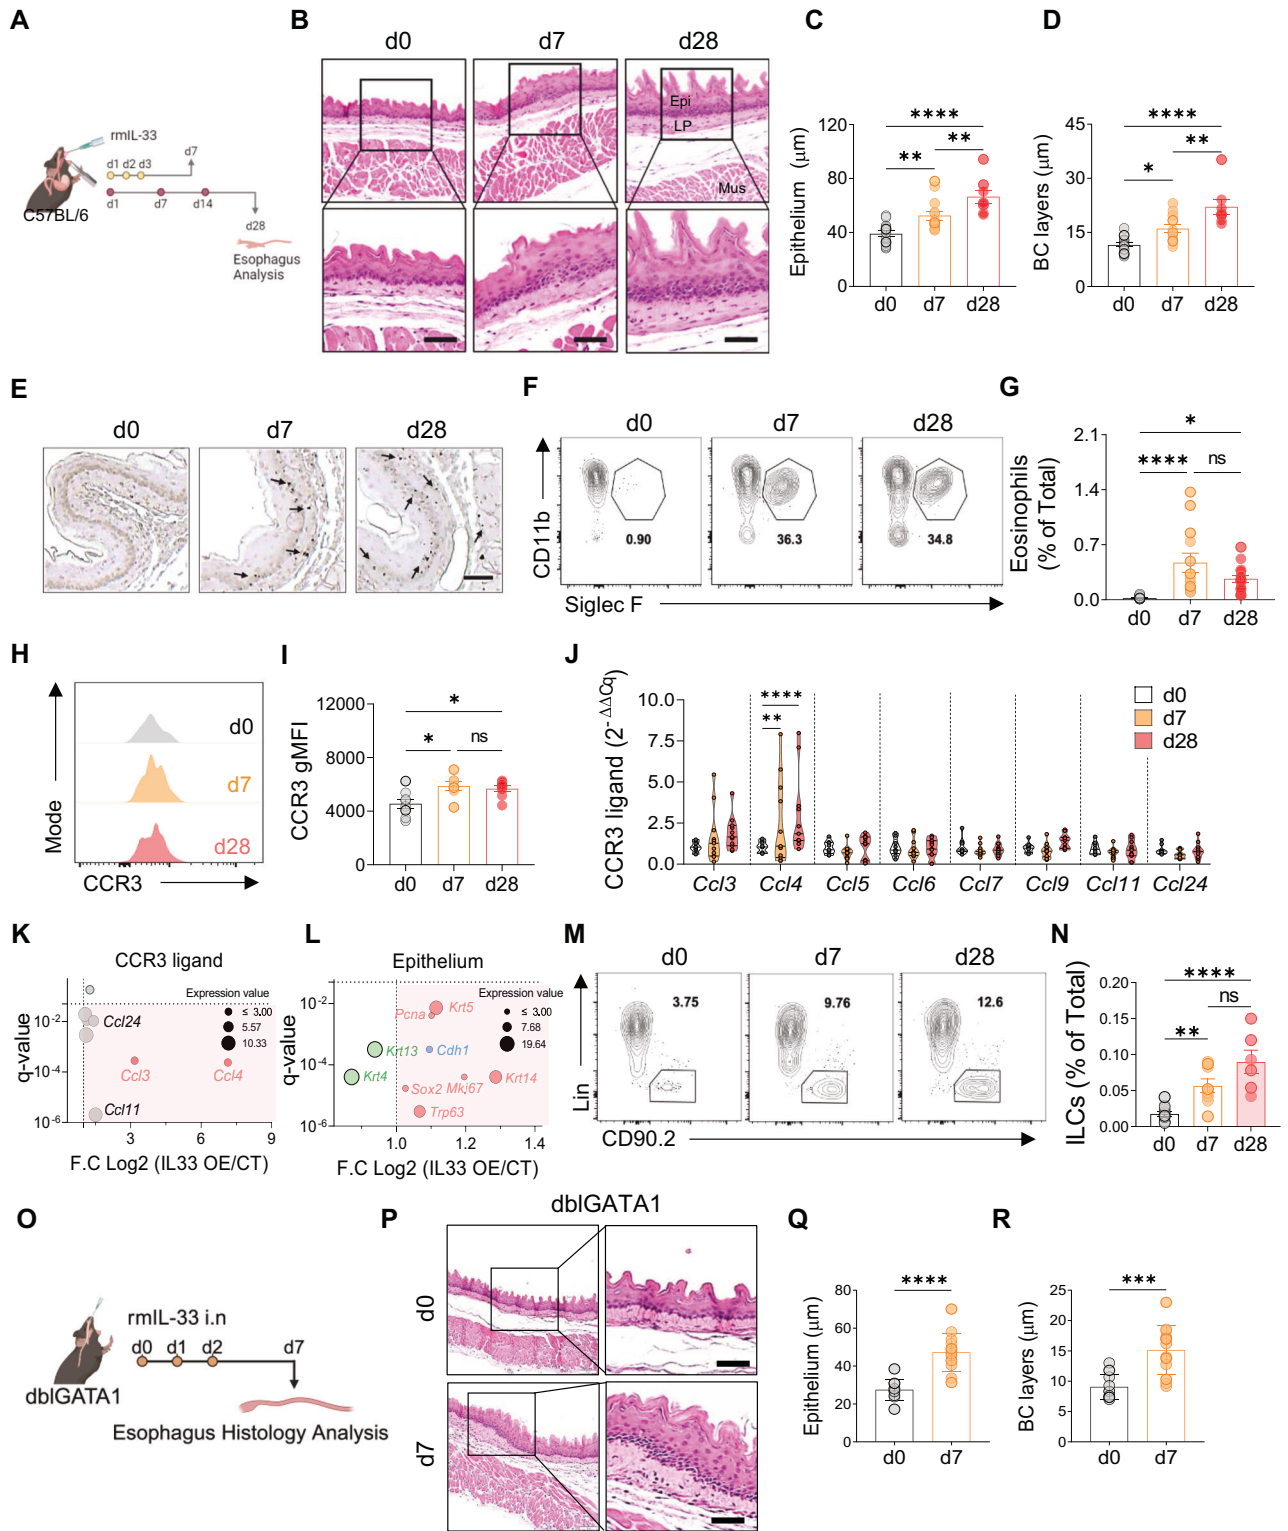 A
rmIL-33
d1 d2 d3
d7
d1
d7
d14
C57BL/6
d28
Esophagus
Analysis
B
d0
d7
d28
Epi
LP
Mus
C
Epithelium (μm)
120
80
40
0
****
**
**
d0
d7
d28
D
BC layers (μm)
45
30
15
0
****
**
*
d0
d7
d28
E
d0
d7
d28
F
d0
d7
d28
0.90
36.3
34.8
CD11b
Siglec F
G
Eosinophils
(% of Total)
2.1
1.4
0.7
0.0
*
****
ns
d0
d7
d28
H
Mode
d0
d7
d28
CCR3
I
CCR3 gMFI
12000
8000
4000
0
*
*
ns
d0
d7
d28
J
CCR3 ligand (2^-ΔΔCq)
10.0
7.5
5.0
2.5
0.0
****
**
d0
d7
d28
Ccl3
Ccl4
Ccl5
Ccl6
Ccl7
Ccl9
Ccl11
Ccl24
K
CCR3 ligand
q-value
10-2
10-4
10-6
Expression value
≤ 3.00
5.57
10.33
Ccl24
Ccl3
Ccl4
Ccl11
3
6
9
F.C Log2 (IL33 OE/CT)
L
Epithelium
q-value
10-2
10-4
10-6
Expression value
≤ 3.00
7.68
19.64
Krt5
Pcna
Krt13
Cdh1
Krt4
Sox2
Mki67
Krt14
Trp63
1.0
1.2
1.4
F.C Log2 (IL33 OE/CT)
M
d0
d7
d28
3.75
9.76
12.6
Lin
CD90.2
N
ILCs (% of Total)
0.20
0.15
0.10
0.05
0.00
****
ns
**
d0
d7
d28
O
rmIL-33 i.n
d0
d1
d2
d7
dblGATA1
Esophagus Histology Analysis
P
dblGATA1
d0
d7
Q
Epithelium (μm)
80
60
40
20
0
****
d0
d7
R
BC layers (μm)
25
20
15
10
5
0
***
d0
d7